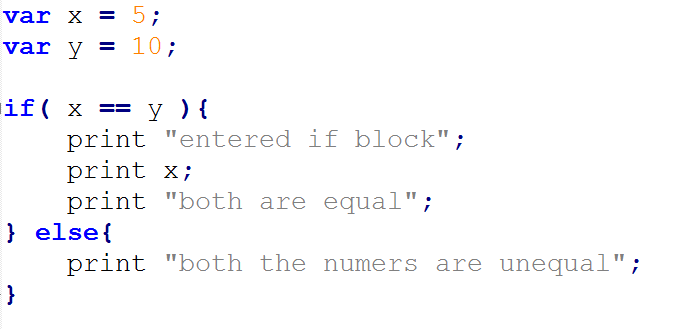 var x = 5;
var y = 10;
if( x == y ){
print "entered if block";
print x;
print "both are equal";
} else{
print "both the numers are unequal";
}